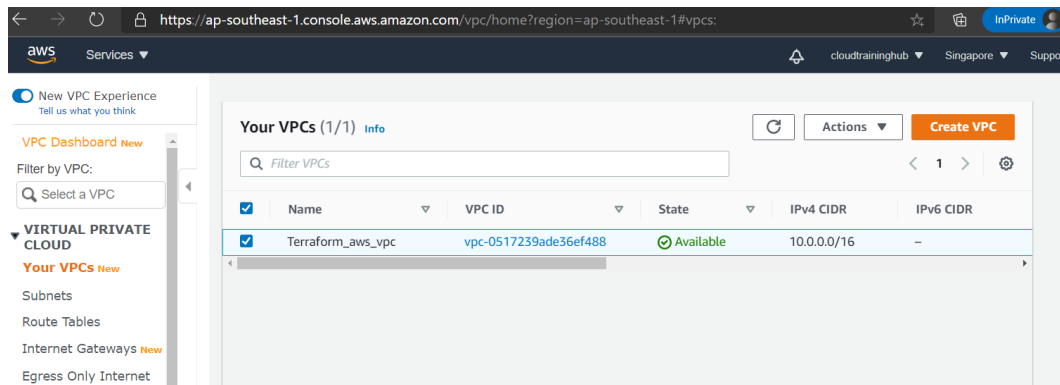 https://ap-southeast-1.console.aws.amazon.com/vpc/home?region=ap-southeast-1#vpcs:
InPrivate
aws
Services ▼
cloudtraininghub ▼
Singapore ▼
Suppo
New VPC Experience
Tell us what you think
VPC Dashboard New
Filter by VPC:
Select a VPC
VIRTUAL PRIVATE
CLOUD
Your VPCs New
Subnets
Route Tables
Internet Gateways New
Egress Only Internet
Your VPCs (1/1) Info
Actions ▼
Create VPC
Filter VPCs
< 1 >
Name VPC ID State IPv4 CIDR IPv6 CIDR
Terraform_aws_vpc vpc-0517239ade36ef488 Available 10.0.0.0/16 –